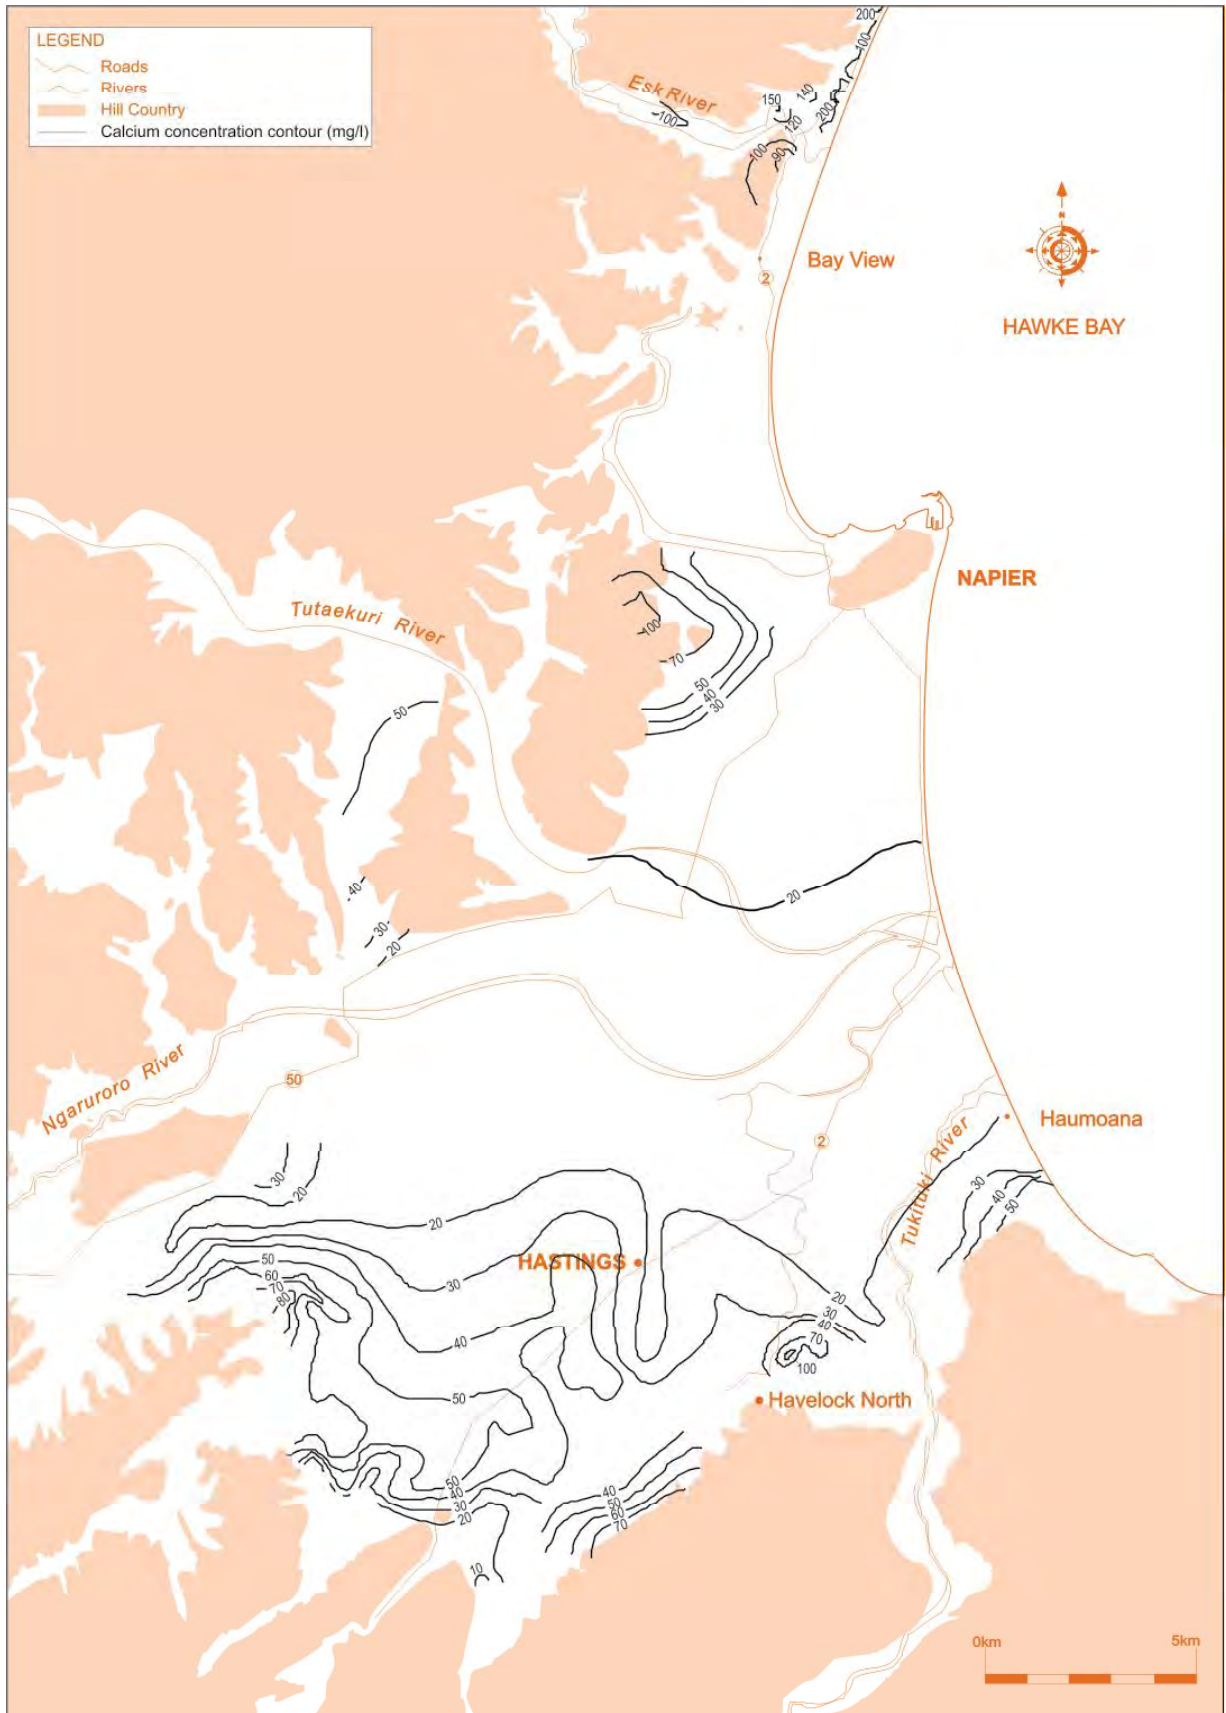 LEGEND
Roads
Rivers
Hill Country
Calcium concentration contour (mg/l)
200
100
Esk River
150
140
200
100
120
100
90
Bay View
2
N
HAWKE BAY
NAPIER
Tutaekuri River
100
70
50
40
30
50
20
40
30
20
Ngaruroro River
50
Haumoana
2
Tukituki River
30
20
30
40
50
20
HASTINGS
50
60
70
80
30
20
30
40
70
100
40
50
Havelock North
50
40
30
20
40
50
60
70
10
0km 5km